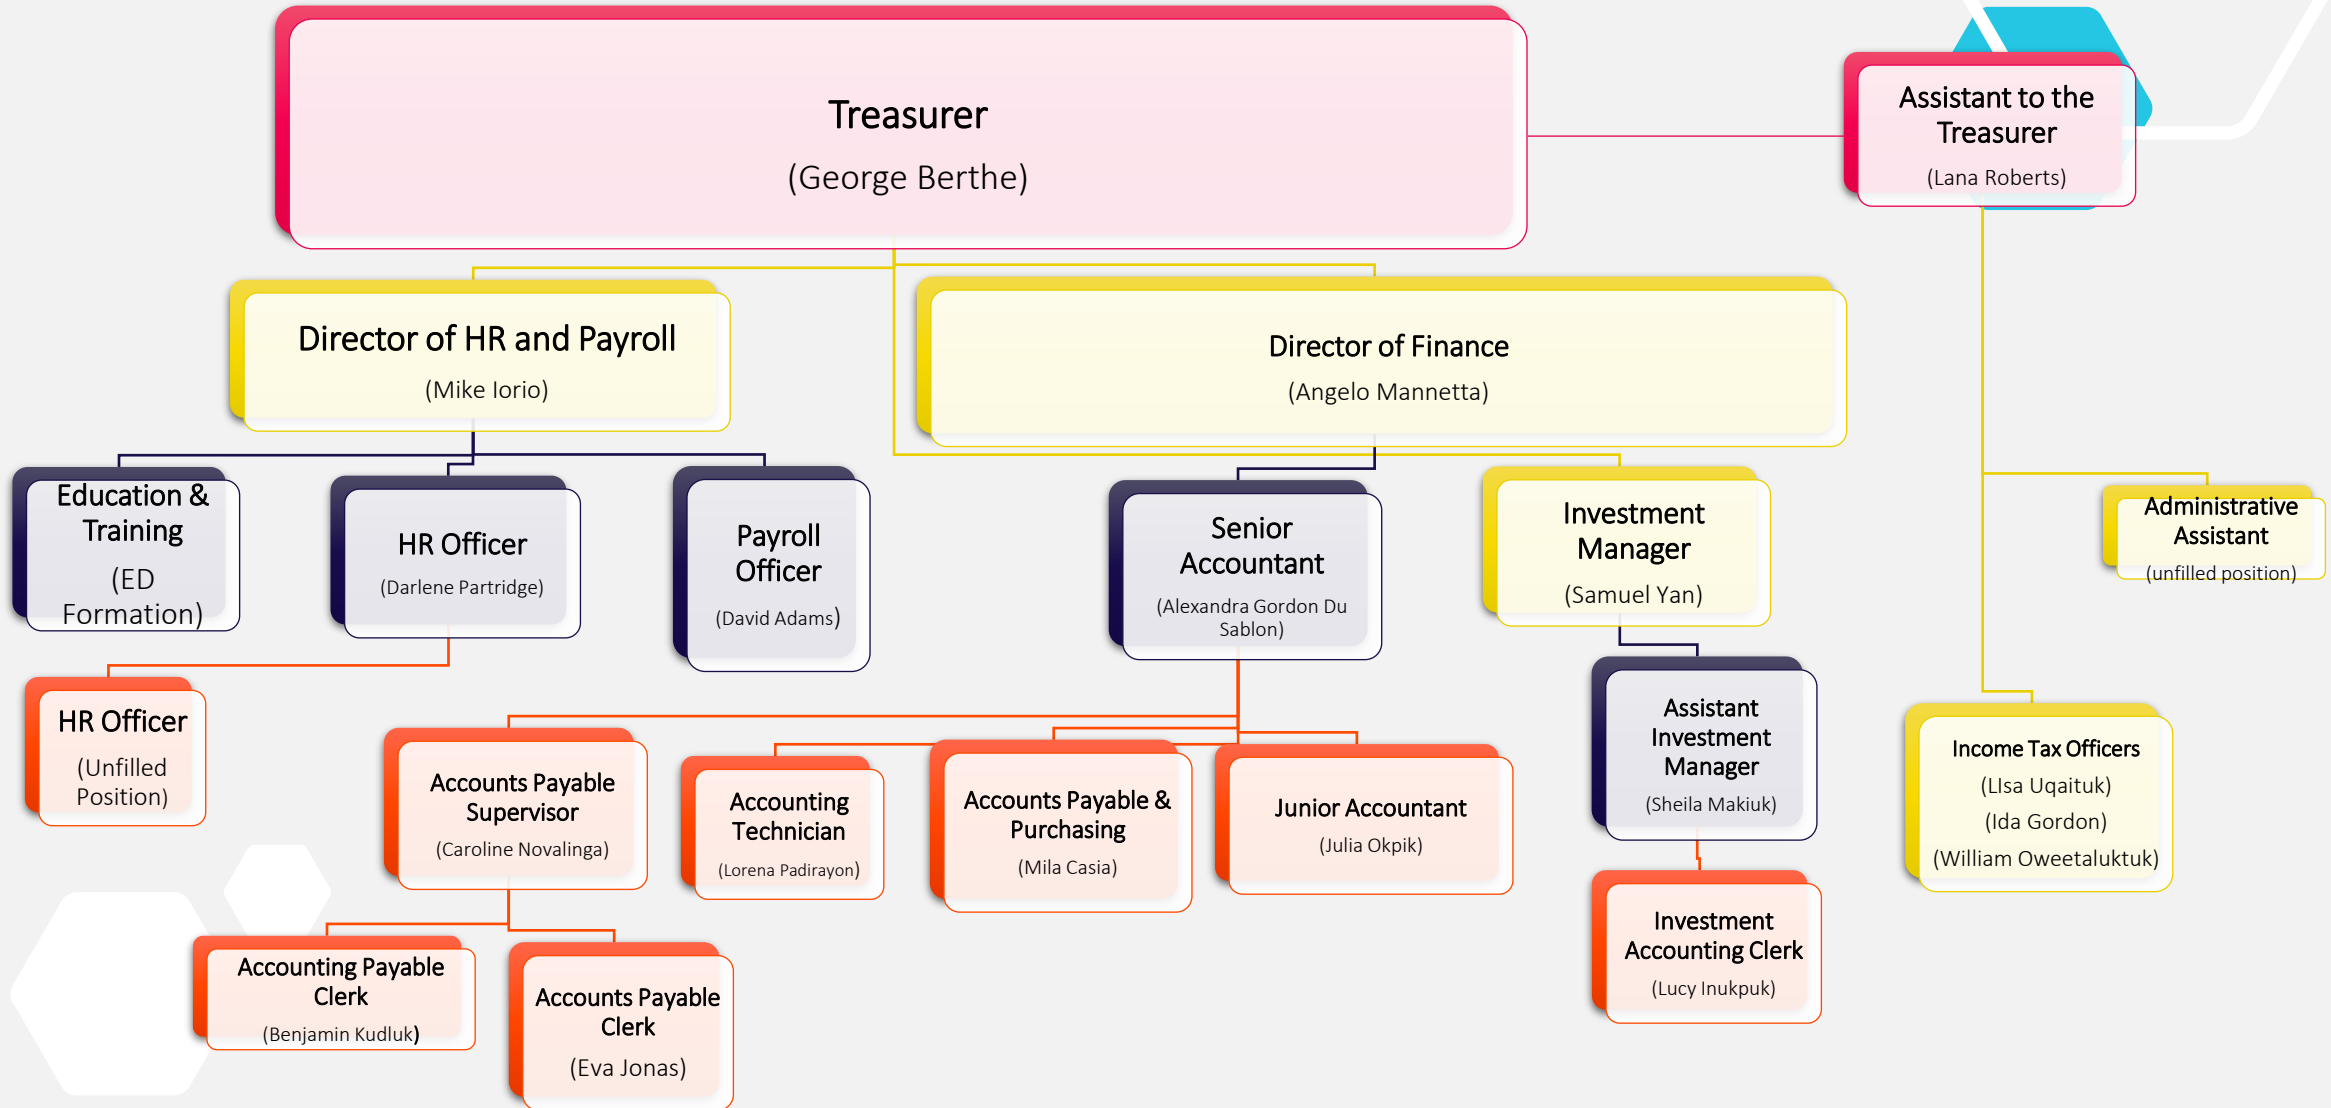 Treasurer
(George Berthe)
Assistant to the
Treasurer
(Lana Roberts)
Director of HR and Payroll
(Mike Iorio)
Director of Finance
(Angelo Mannetta)
Education &
Training
(ED
Formation)
HR Officer
(Darlene Partridge)
Payroll
Officer
(David Adams)
Senior
Accountant
(Alexandra Gordon Du
Sablon)
Investment
Manager
(Samuel Yan)
Administrative
Assistant
(unfilled position)
HR Officer
(Unfilled
Position)
Accounts Payable
Supervisor
(Caroline Novalinga)
Accounting
Technician
(Lorena Padirayon)
Accounts Payable &
Purchasing
(Mila Casia)
Junior Accountant
(Julia Okpik)
Assistant
Investment
Manager
(Sheila Makiuk)
Income Tax Officers
(LIsa Uqaituk)
(Ida Gordon)
(William Oweetaluktuk)
Accounting Payable
Clerk
(Benjamin Kudluk)
Accounts Payable
Clerk
(Eva Jonas)
Investment
Accounting Clerk
(Lucy Inukpuk)